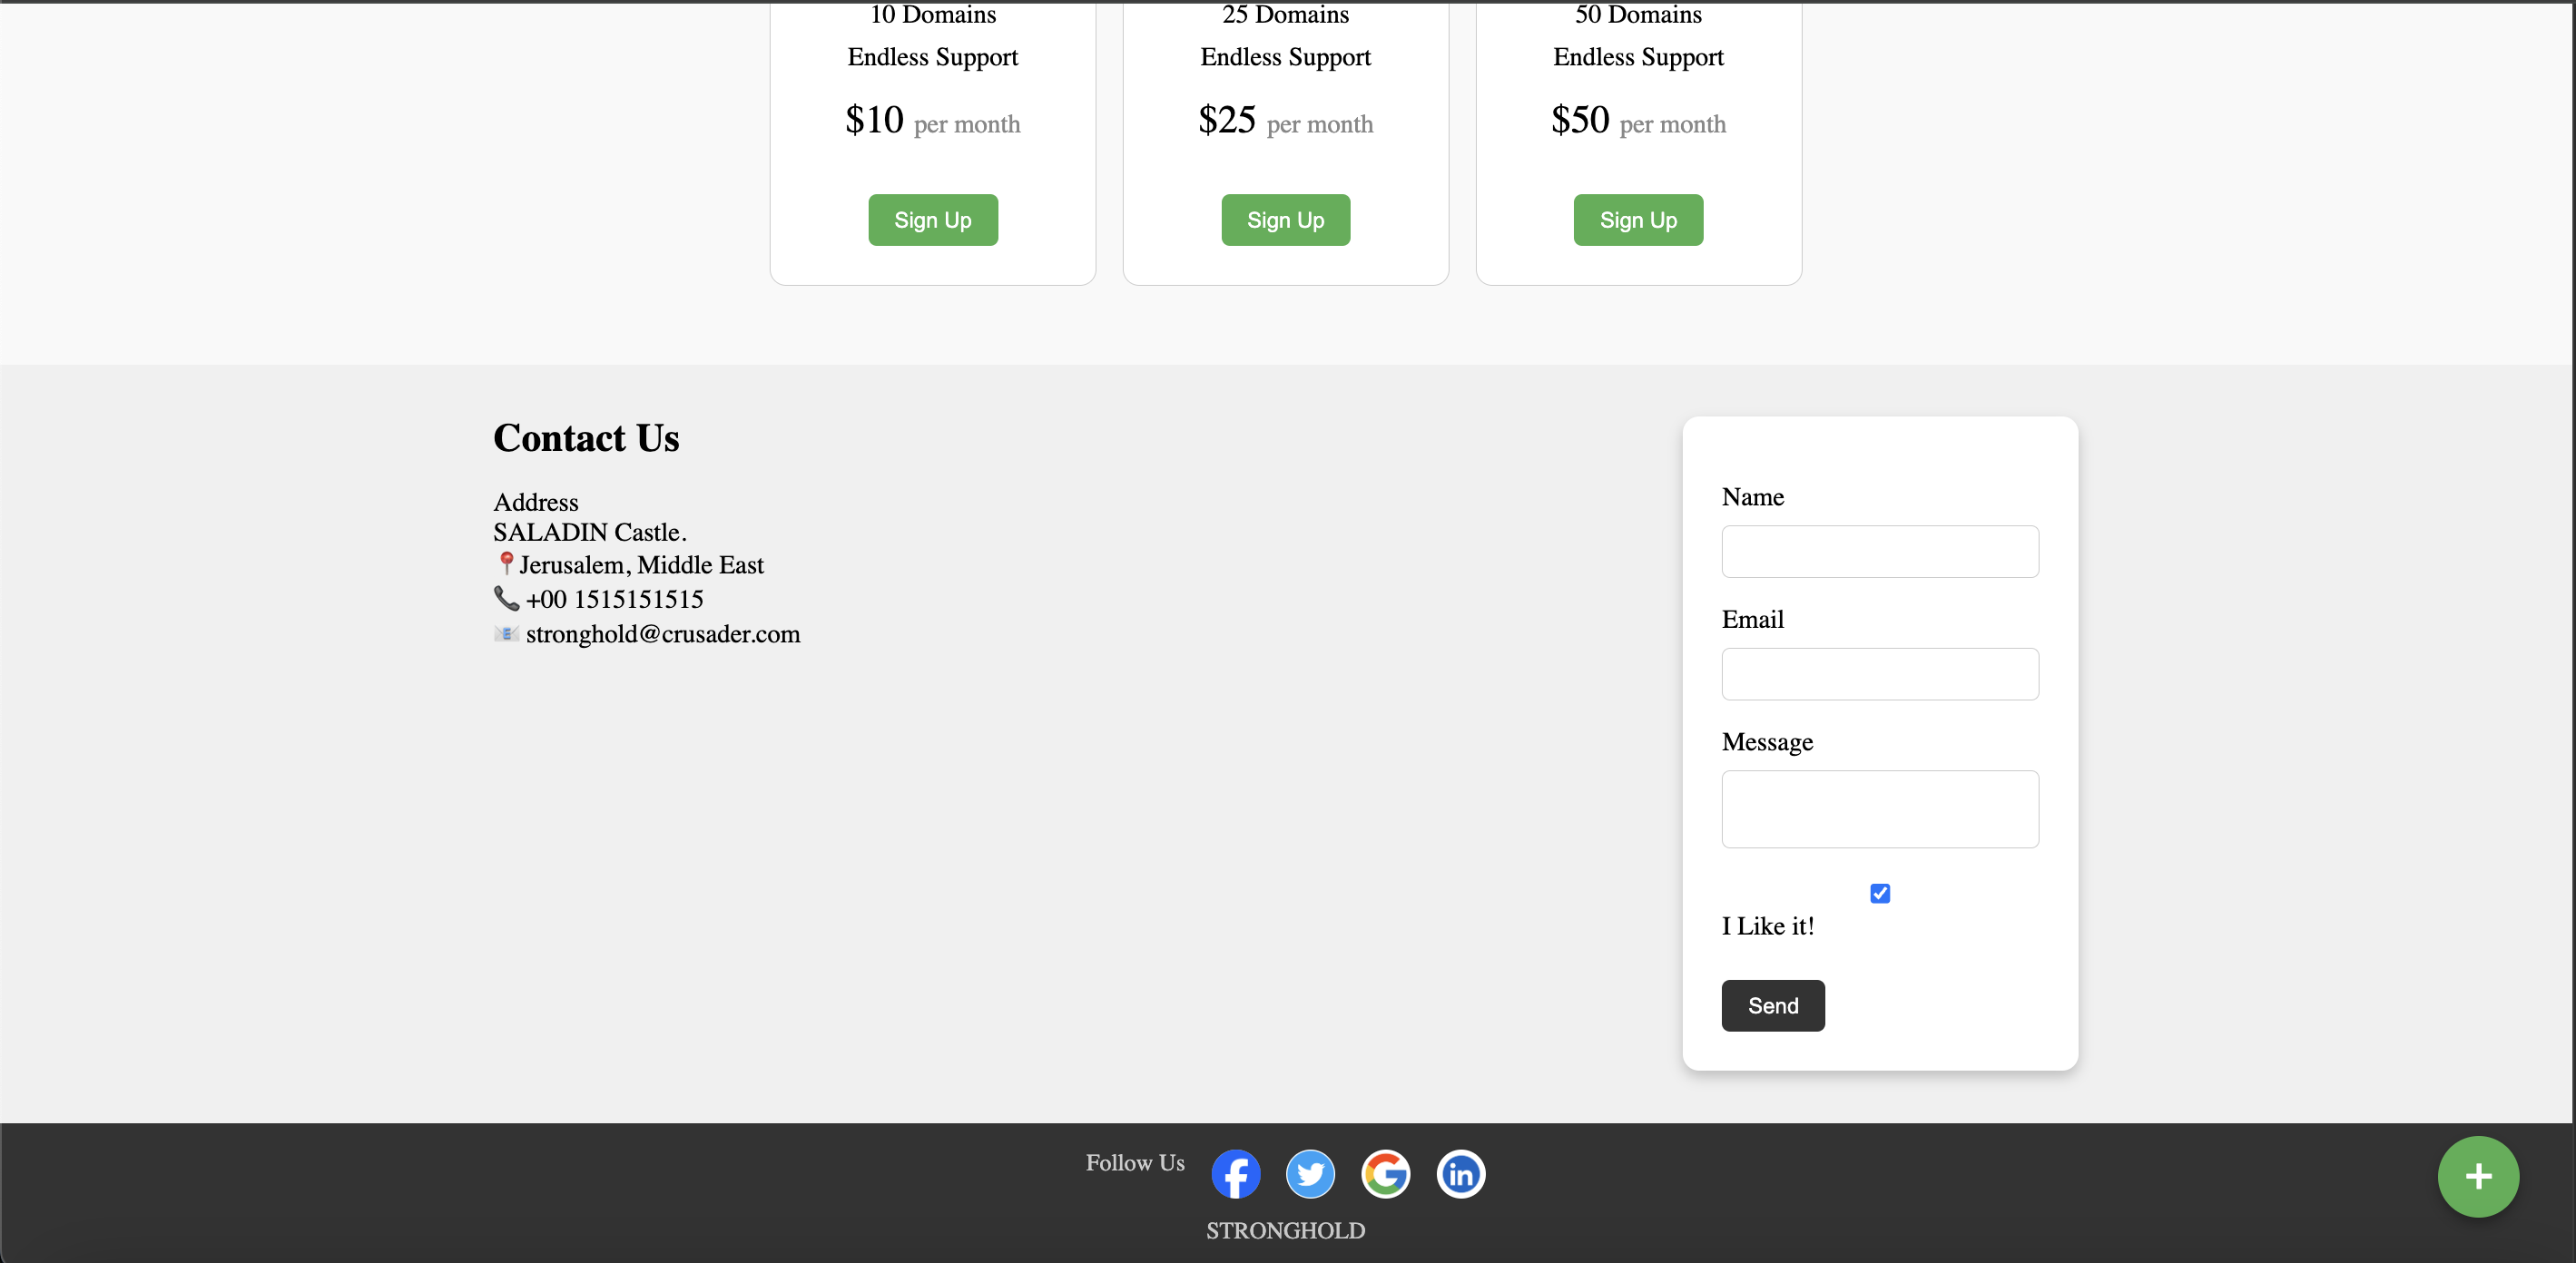 10 Domains
Endless Support
$10 per month
Sign Up
25 Domains
Endless Support
$25 per month
Sign Up
50 Domains
Endless Support
$50 per month
Sign Up
Contact Us
Address
SALADIN Castle.
📍Jerusalem, Middle East
📞 +00 1515151515
📧 stronghold@crusader.com
Name
Email
Message
I Like it!
Send
Follow Us
STRONGHOLD
+